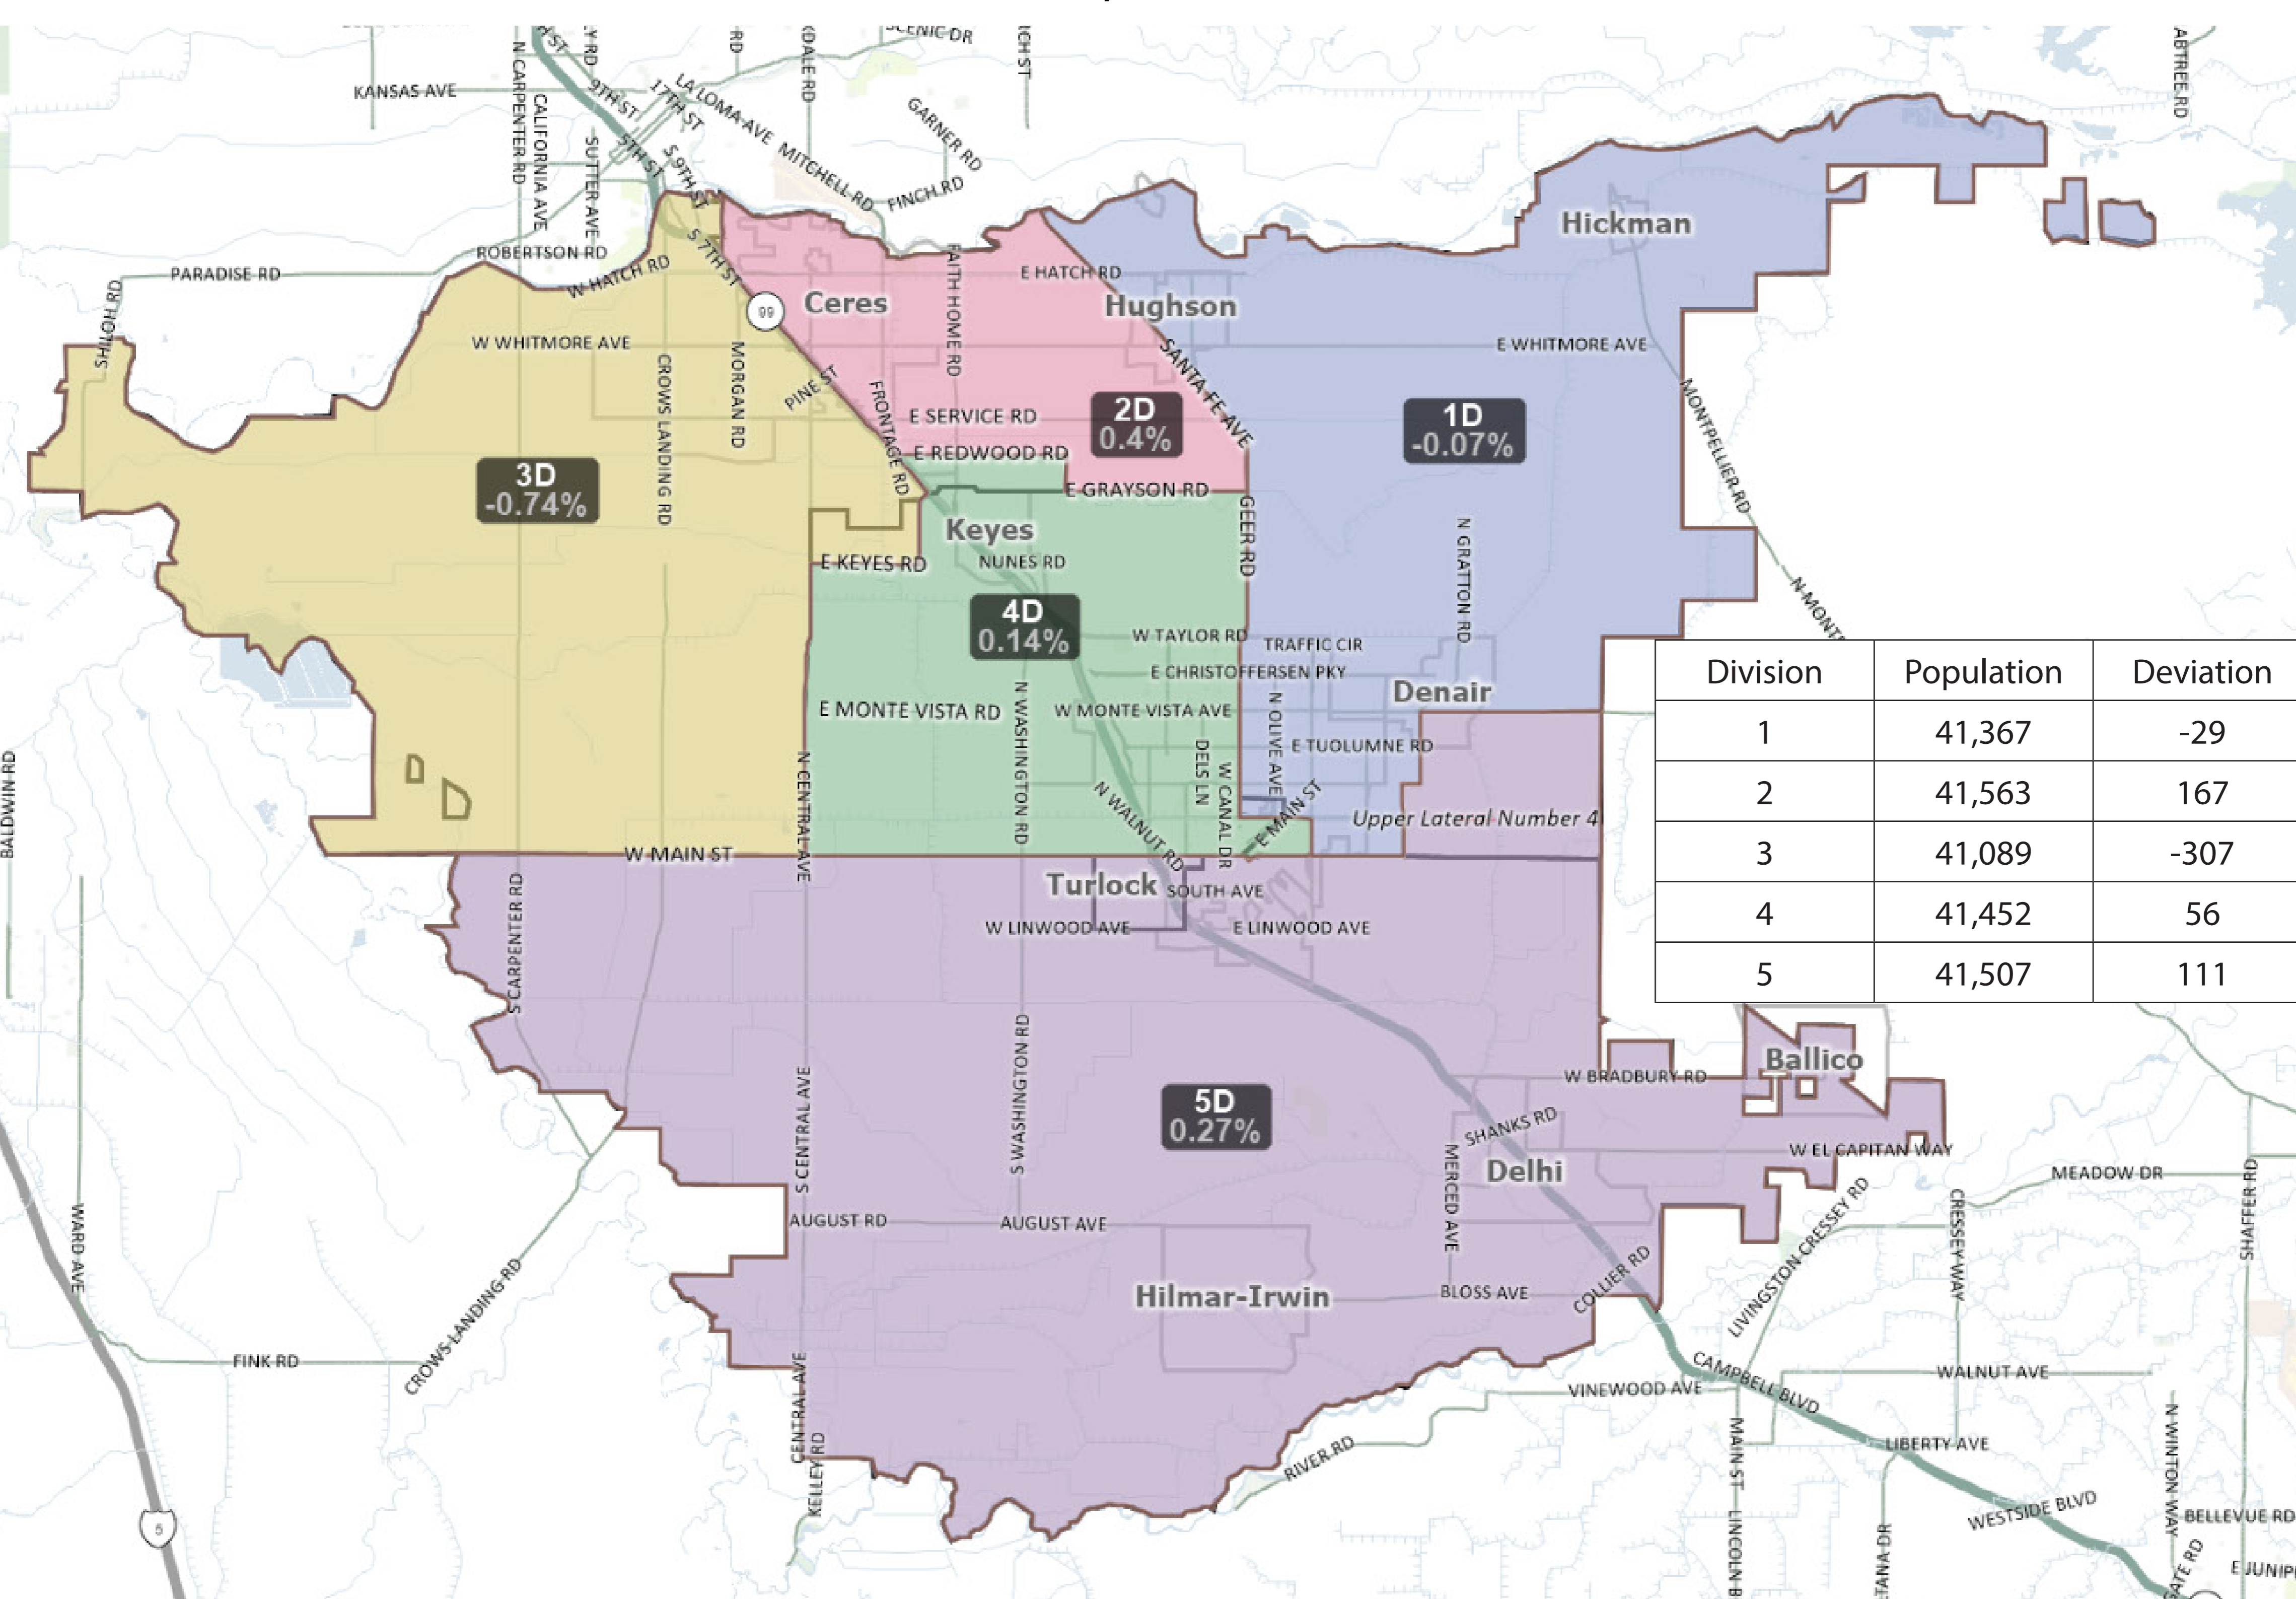 SCENIC DR
KANSAS AVE
N CARPENTER RD
CALIFORNIA AVE
SUTTER AVE
9TH ST
17TH ST
5TH ST
S 9TH ST
LA LOMA AVE
MITCHELL RD
GARNER RD
FINCH RD
RD
ROBERTSON RD
PARADISE RD
SHILOH RD
W HATCH RD
S 7TH ST
99
Ceres
FAITH HOME RD
E HATCH RD
Hughson
Hickman
W WHITMORE AVE
E WHITMORE AVE
CROWS LANDING RD
MORGAN RD
PINE ST
FRONTAGE RD
SANTA FE AVE
MONTPELLIER RD
E SERVICE RD
2D
0.4%
1D
-0.07%
E REDWOOD RD
3D
-0.74%
E GRAYSON RD
GEER RD
Keyes
N GRATTON RD
E KEYES RD
NUNES RD
4D
0.14%
W TAYLOR RD
TRAFFIC CIR
E CHRISTOFFERSEN PKY
Denair
E MONTE VISTA RD
N WASHINGTON RD
W MONTE VISTA AVE
N OLIVE AVE
E TUOLUMNE RD
DELS LN
W CANAL DR
N CENTRAL AVE
N WALNUT RD
E MAIN ST
Upper Lateral Number 4
Division Population Deviation
1 41,367 -29
2 41,563 167
3 41,089 -307
4 41,452 56
5 41,507 111
BALDWIN RD
W MAIN ST
Turlock
SOUTH AVE
W LINWOOD AVE
E LINWOOD AVE
S CARPENTER RD
S WASHINGTON RD
S CENTRAL AVE
5D
0.27%
W BRADBURY RD
Ballico
SHANKS RD
MERCED AVE
Delhi
W EL CAPITAN WAY
MEADOW DR
LIVINGSTON CRESSEY RD
CRESSEY WAY
SHAFFER RD
WARD AVE
AUGUST RD
AUGUST AVE
Hilmar-Irwin
BLOSS AVE
COLLIER RD
CROWS LANDING RD
FINK RD
CENTRAL AVE
KELLEY RD
VINEWOOD AVE
CAMPBELL BLVD
WALNUT AVE
RIVER RD
MAIN ST
LIBERTY AVE
N WINTON WAY
WESTSIDE BLVD
BELLEVUE RD
5